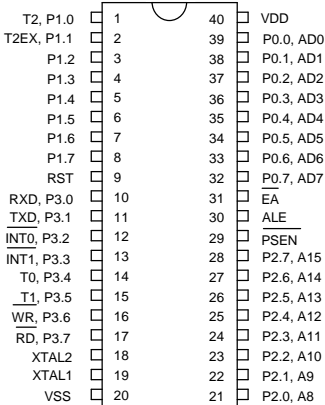 T2, P1.0 1 40 VDD
T2EX, P1.1 2 39 P0.0, AD0
P1.2 3 38 P0.1, AD1
P1.3 4 37 P0.2, AD2
P1.4 5 36 P0.3, AD3
P1.5 6 35 P0.4, AD4
P1.6 7 34 P0.5, AD5
P1.7 8 33 P0.6, AD6
RST 9 32 P0.7, AD7
RXD, P3.0 10 31 EA
TXD, P3.1 11 30 ALE
INT0, P3.2 12 29 PSEN
INT1, P3.3 13 28 P2.7, A15
T0, P3.4 14 27 P2.6, A14
T1, P3.5 15 26 P2.5, A13
WR, P3.6 16 25 P2.4, A12
RD, P3.7 17 24 P2.3, A11
XTAL2 18 23 P2.2, A10
XTAL1 19 22 P2.1, A9
VSS 20 21 P2.0, A8